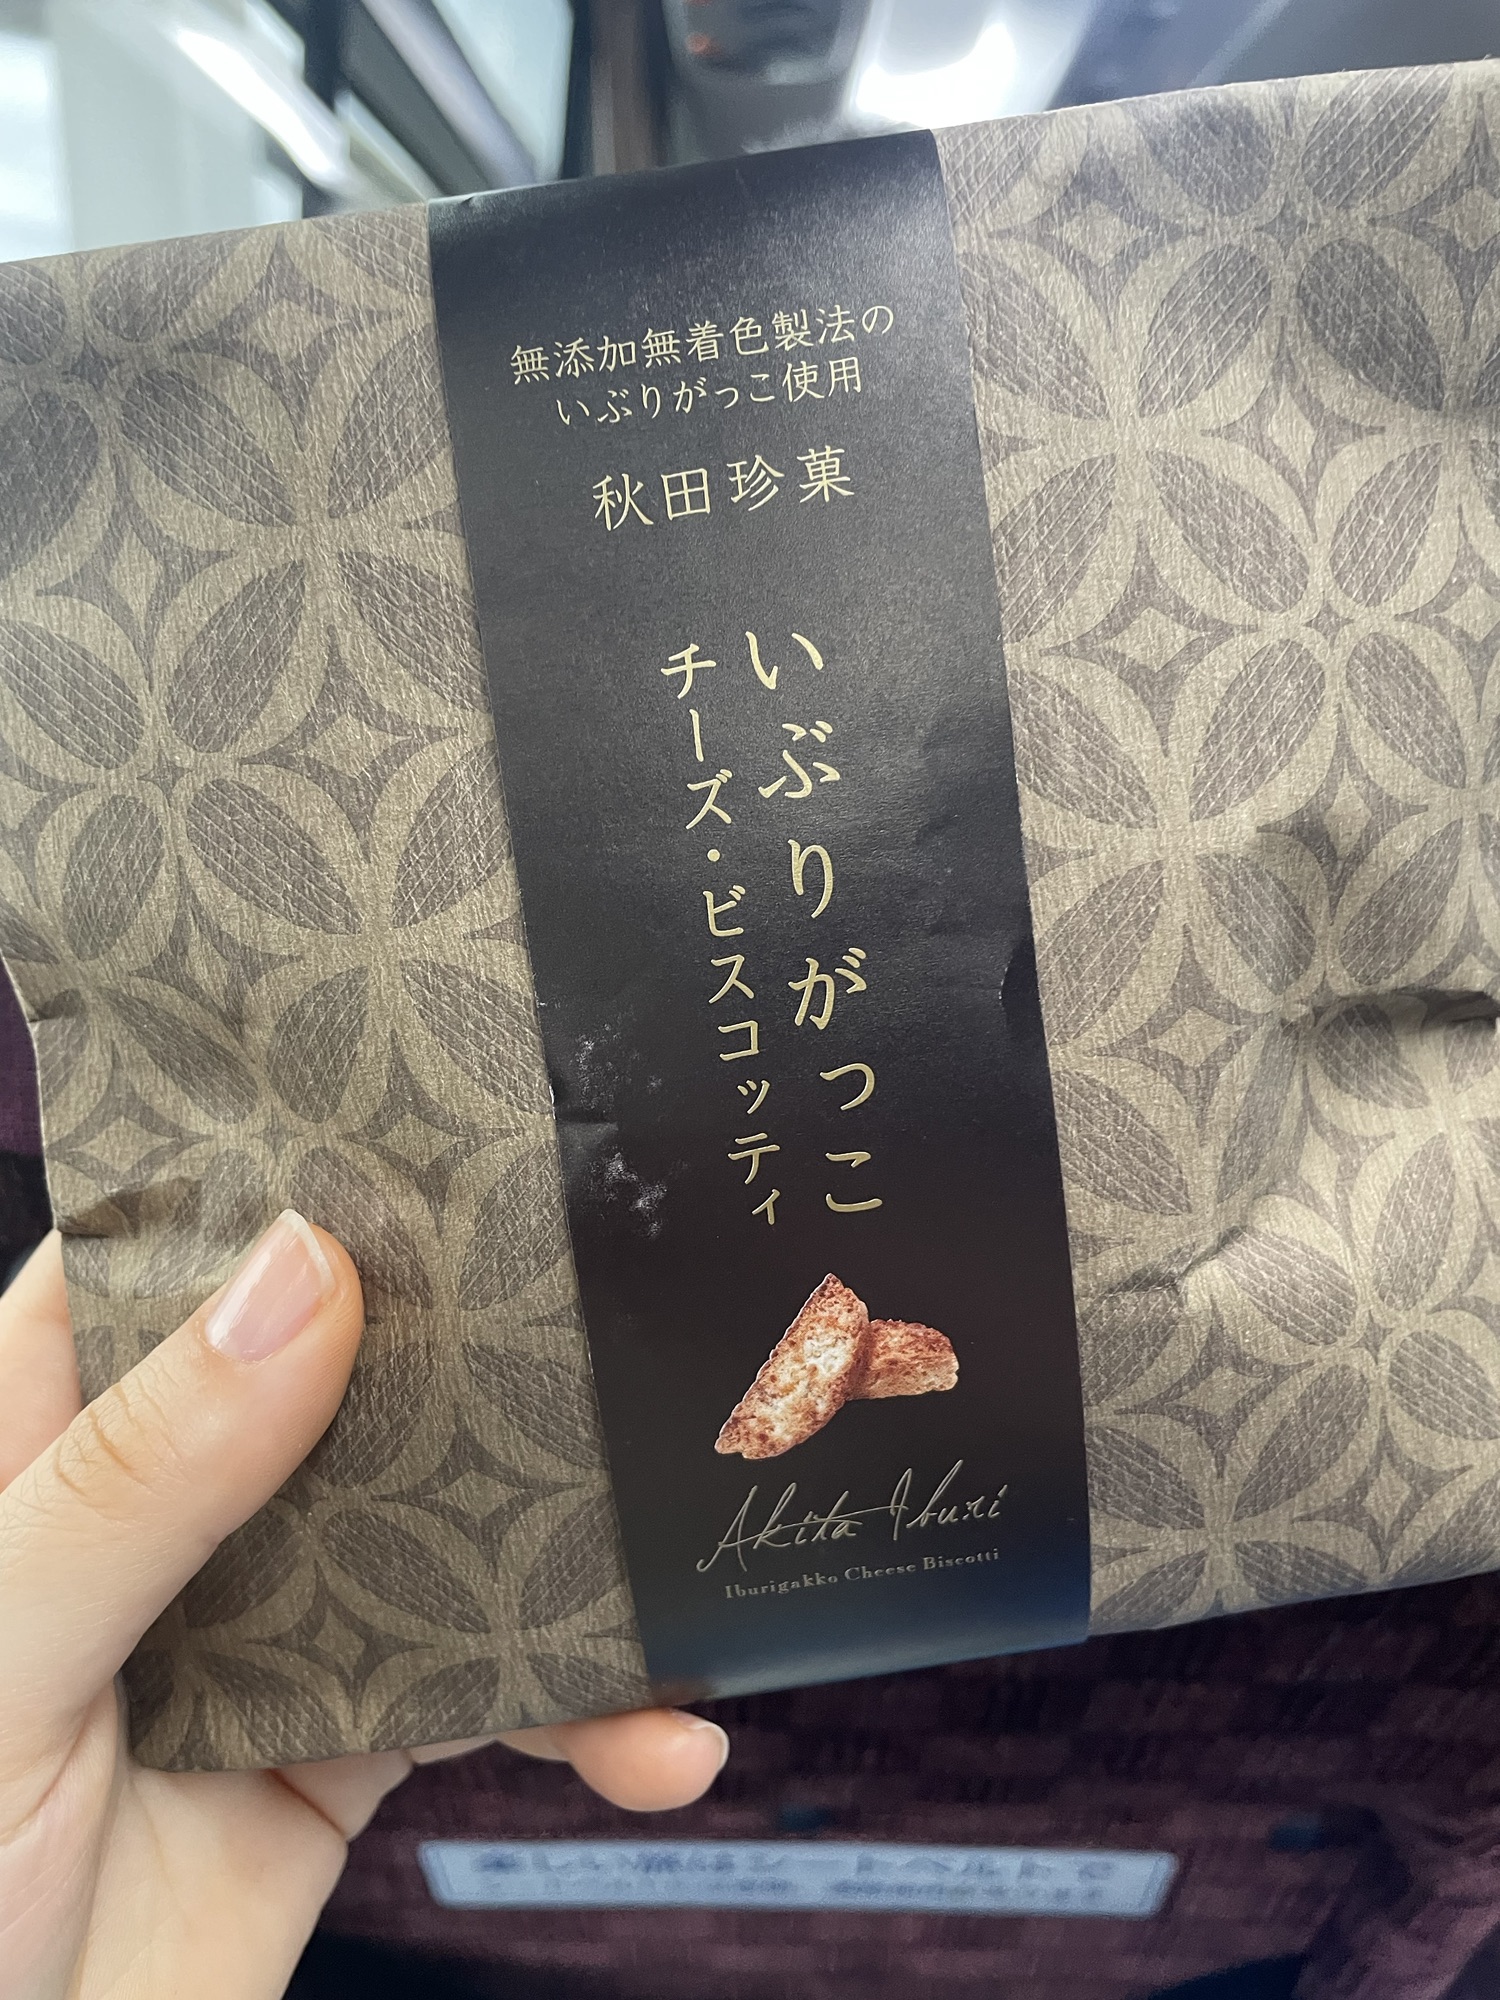 無添加無着色製法の
いぶりがっこ使用
秋田珍菓
いぶりがっこ
チーズ・ビスコッティ
Akita Iburi
Iburigakko Cheese Biscotti